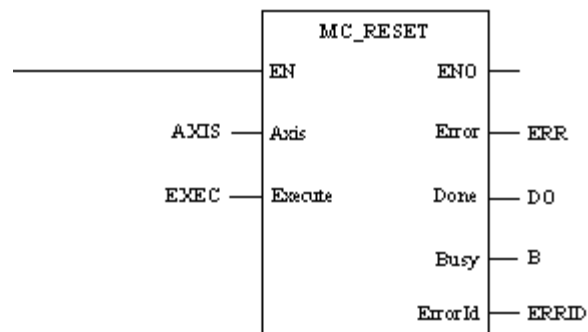 MC_RESET
EN ENO
AXIS Axis Error ERR
EXEC Execute Done DO
Busy B
ErrorId ERRID